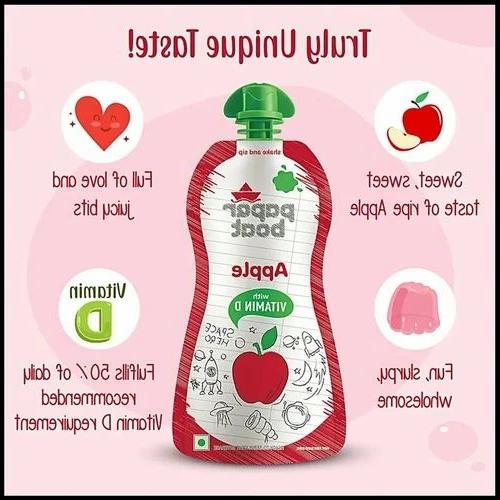 Truly Unique Taste!
Sweet, sweet
taste of ripe Apple
Full of love and
juicy bits
shake and sip
paper
boat
Apple
with
VITAMIN D
SPACE
HERO
Fun, slurpy,
wholesome
Vitamin
D
Fulfills 50% of daily
recommended
Vitamin D requirement